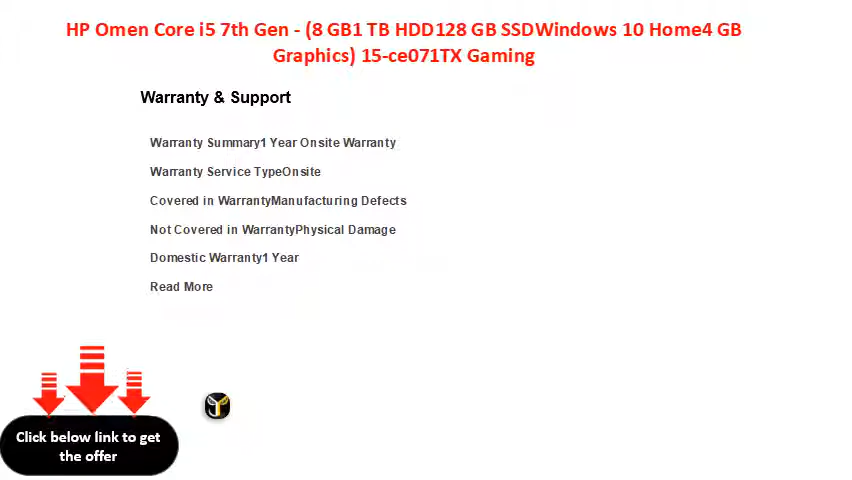 HP Omen Core i5 7th Gen - (8 GB1 TB HDD128 GB SSDWindows 10 Home4 GB
Graphics) 15-ce071TX Gaming
Warranty & Support
Warranty Summary1 Year Onsite Warranty
Warranty Service TypeOnsite
Covered in WarrantyManufacturing Defects
Not Covered in WarrantyPhysical Damage
Domestic Warranty1 Year
Read More
Click below link to get
the offer